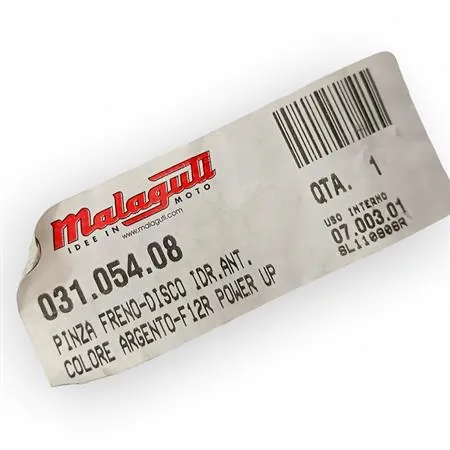 Malaguti
IDEE IN MOTO
www.malaguti.com
031.054.08
PINZA FRENO-DISCO IDR.ANT.
COLORE ARGENTO-F12R POWER UP
QTA. 1
USO INTERNO
07.003.01
SL110808R